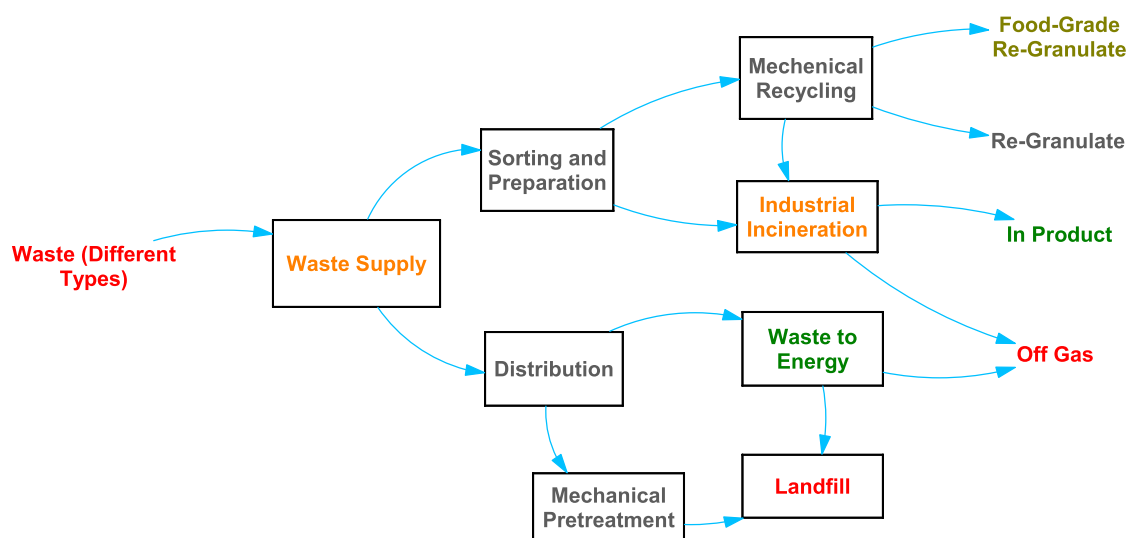 Food-Grade
Re-Granulate
Mechenical
Recycling
Re-Granulate
Sorting and
Preparation
Industrial
Incineration
In Product
Waste (Different
Types)
Waste Supply
Waste to
Energy
Off Gas
Distribution
Landfill
Mechanical
Pretreatment